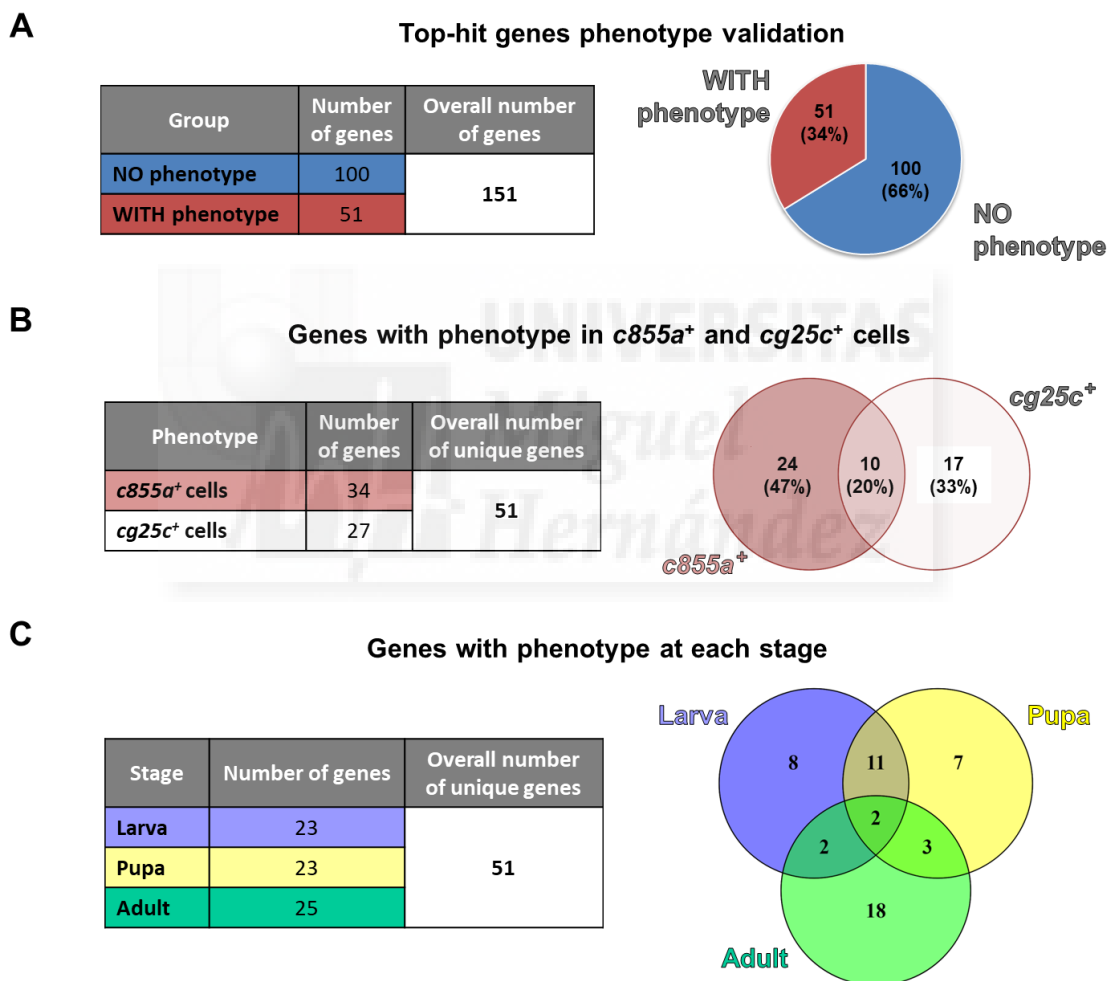 A
Top-hit genes phenotype validation
Group
Number
of genes
Overall number
of genes
NO phenotype
100
151
WITH phenotype
51
WITH
phenotype
51
(34%)
100
(66%)
NO
phenotype
B
Genes with phenotype in c855a⁺ and cg25c⁺ cells
UNIVERSITAS
Miguel
Hernández
Phenotype
Number
of genes
Overall number
of unique genes
c855a⁺ cells
34
51
cg25c⁺ cells
27
cg25c⁺
24
(47%)
10
(20%)
17
(33%)
c855a⁺
C
Genes with phenotype at each stage
Stage
Number of genes
Overall number
of unique genes
Larva
23
Pupa
23
51
Adult
25
Larva
Pupa
8
11
7
2
2
3
18
Adult